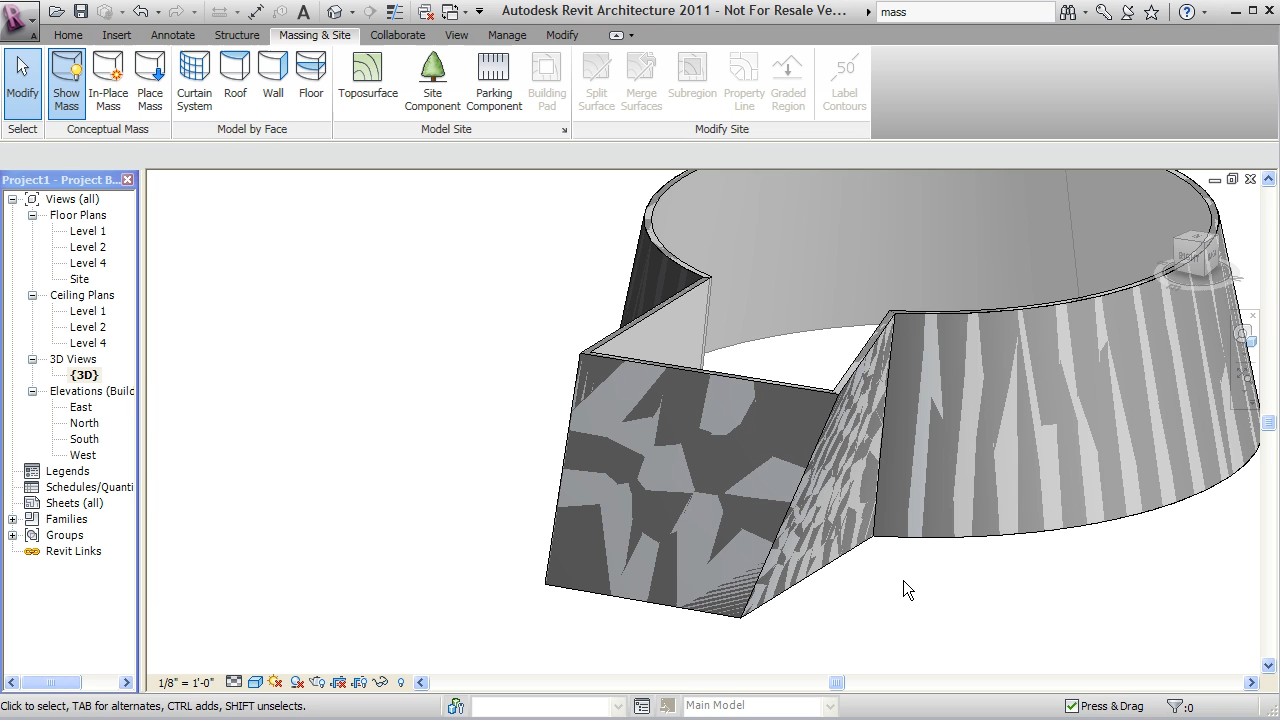 Autodesk Revit Architecture 2011 - Not For Resale Ve...
mass
Home Insert Annotate Structure Massing & Site Collaborate View Manage Modify
Modify
Show Mass
In-Place Mass
Place Mass
Curtain System
Roof
Wall
Floor
Toposurface
Site Component
Parking Component
Building Pad
Split Surface
Merge Surfaces
Subregion
Property Line
Graded Region
50
Label Contours
Select
Conceptual Mass
Model by Face
Model Site
Modify Site
Project1 - Project B...
Views (all)
Floor Plans
Level 1
Level 2
Level 4
Site
Ceiling Plans
Level 1
Level 2
Level 4
3D Views
{3D}
Elevations (Builc
East
North
South
West
Legends
Schedules/Quanti
Sheets (all)
Families
Groups
Revit Links
RIGHT
1/8" = 1'-0"
Click to select, TAB for alternates, CTRL adds, SHIFT unselects.
Main Model
Press & Drag
:0